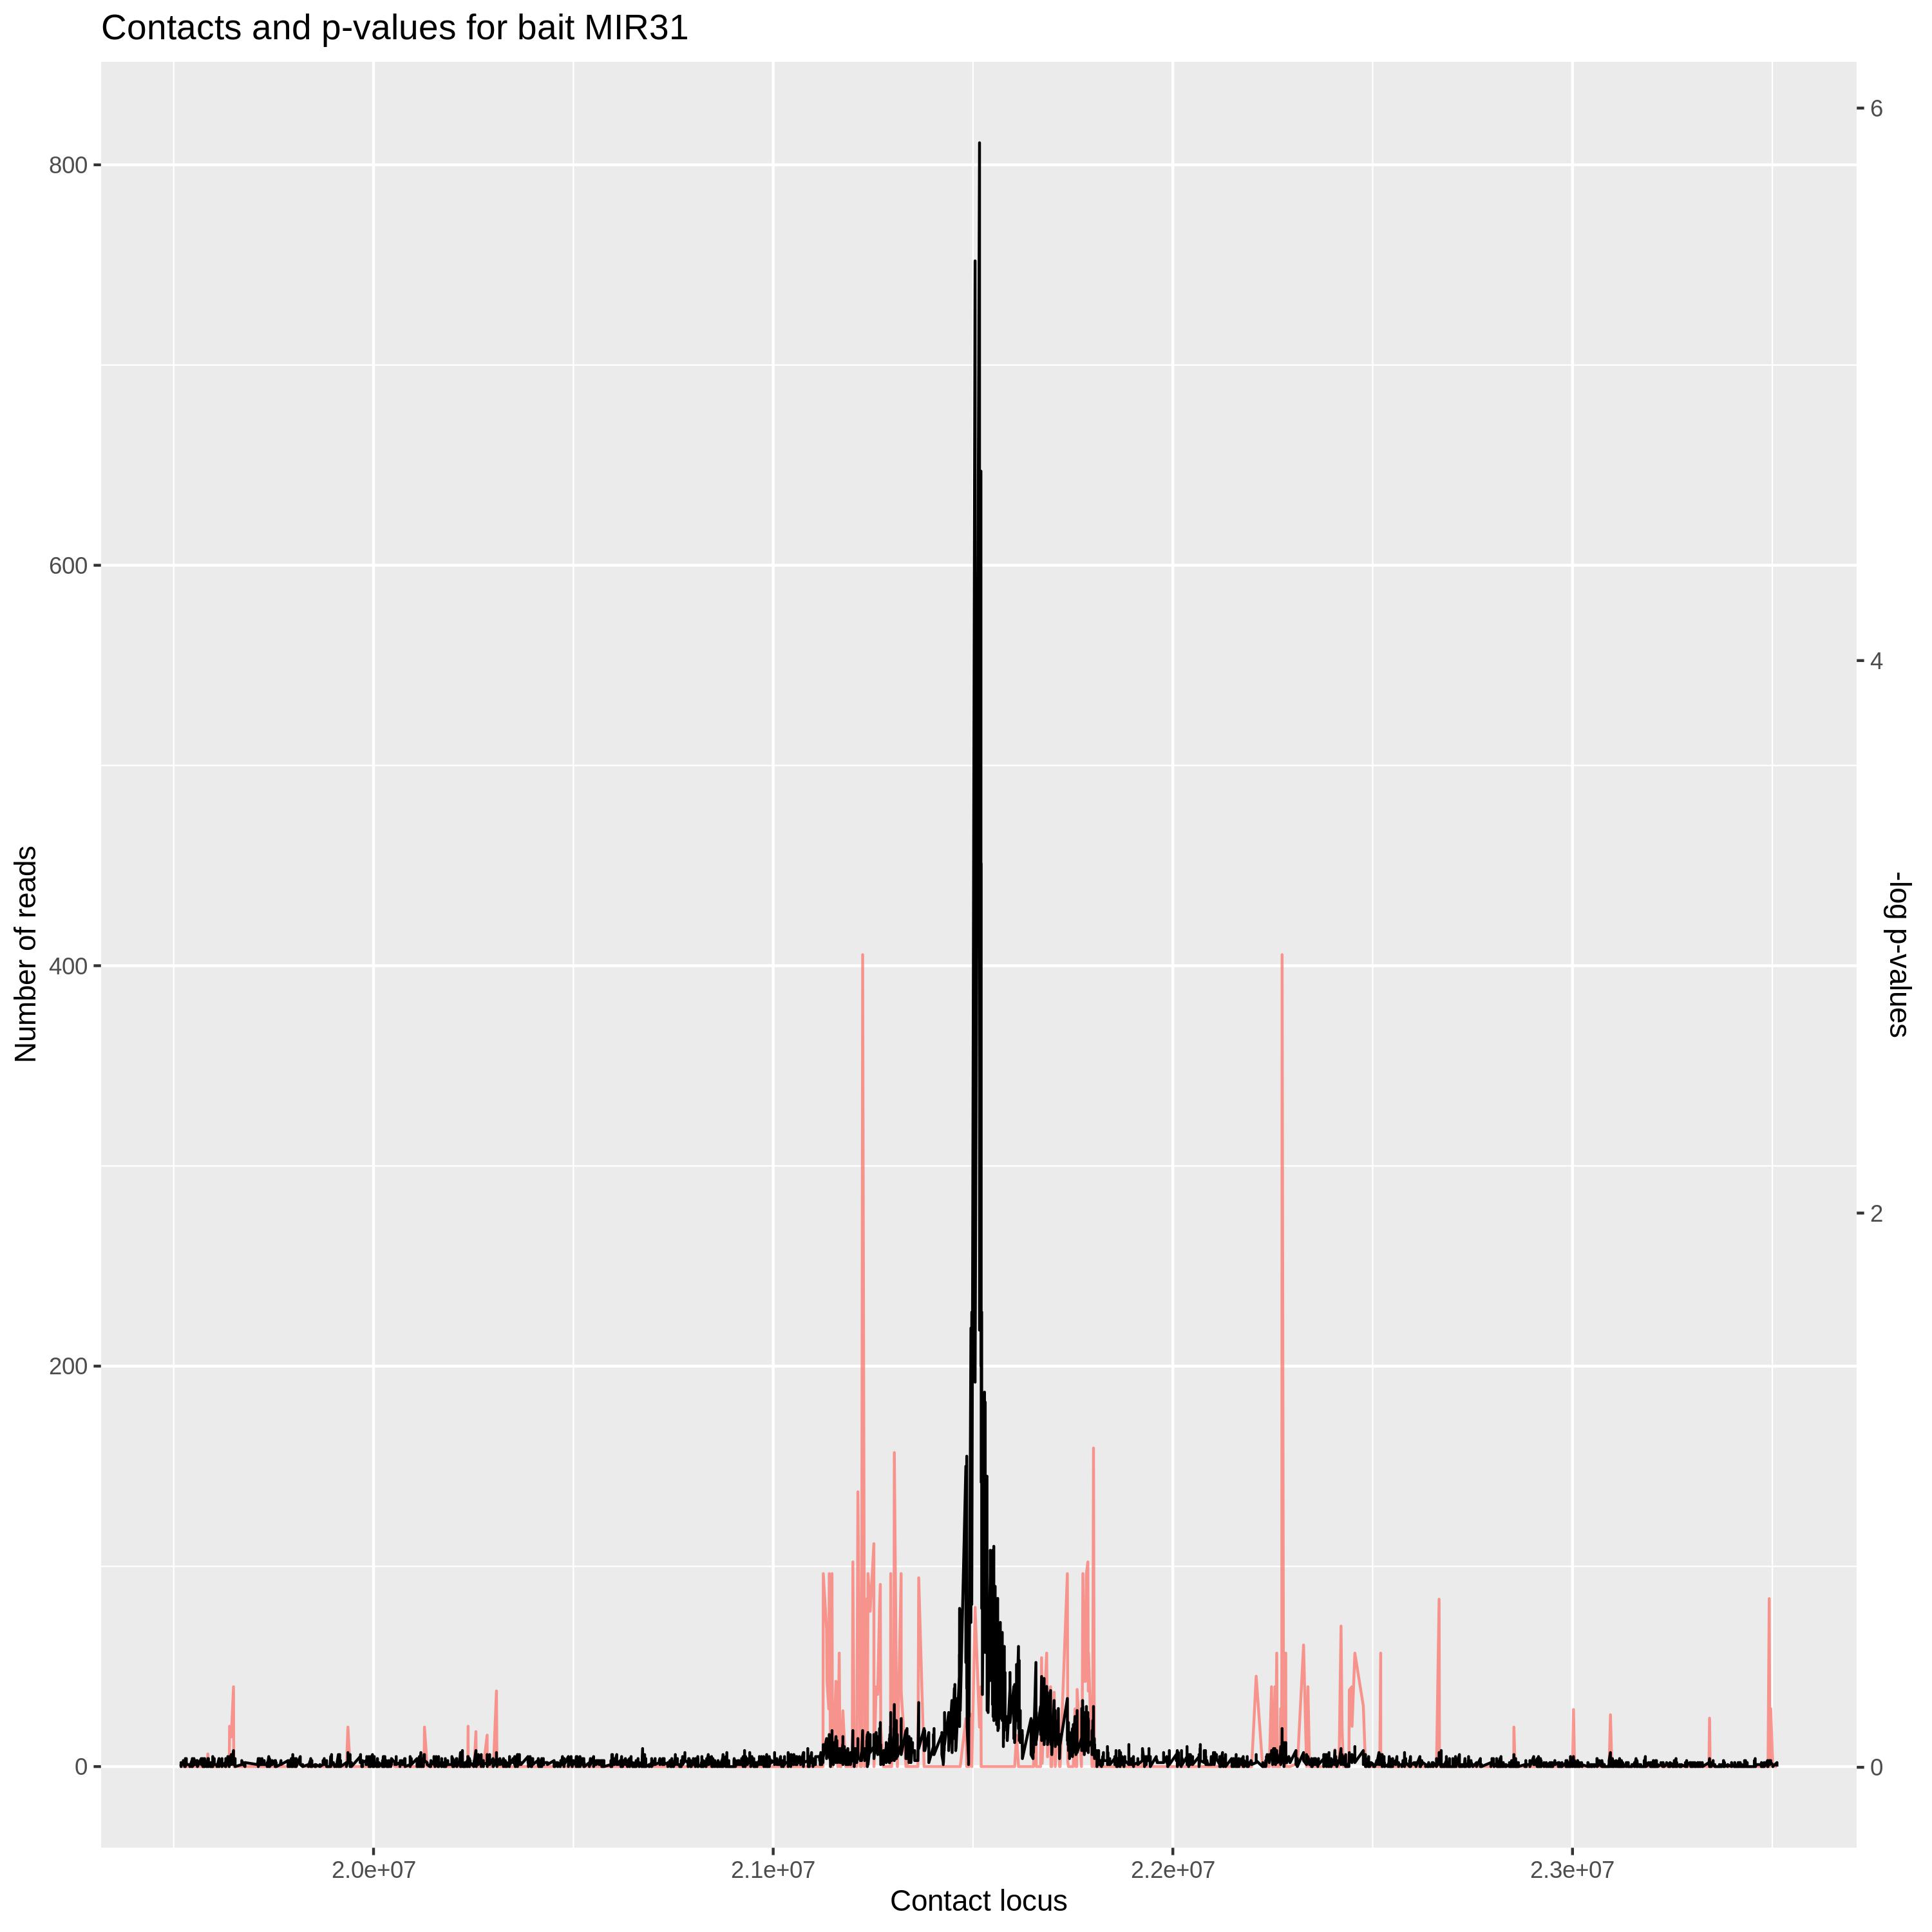 Contacts and p-values for bait MIR31
800
600
400
200
0
Number of reads
6
4
2
0
-log p-values
2.0e+07 2.1e+07 2.2e+07 2.3e+07
Contact locus